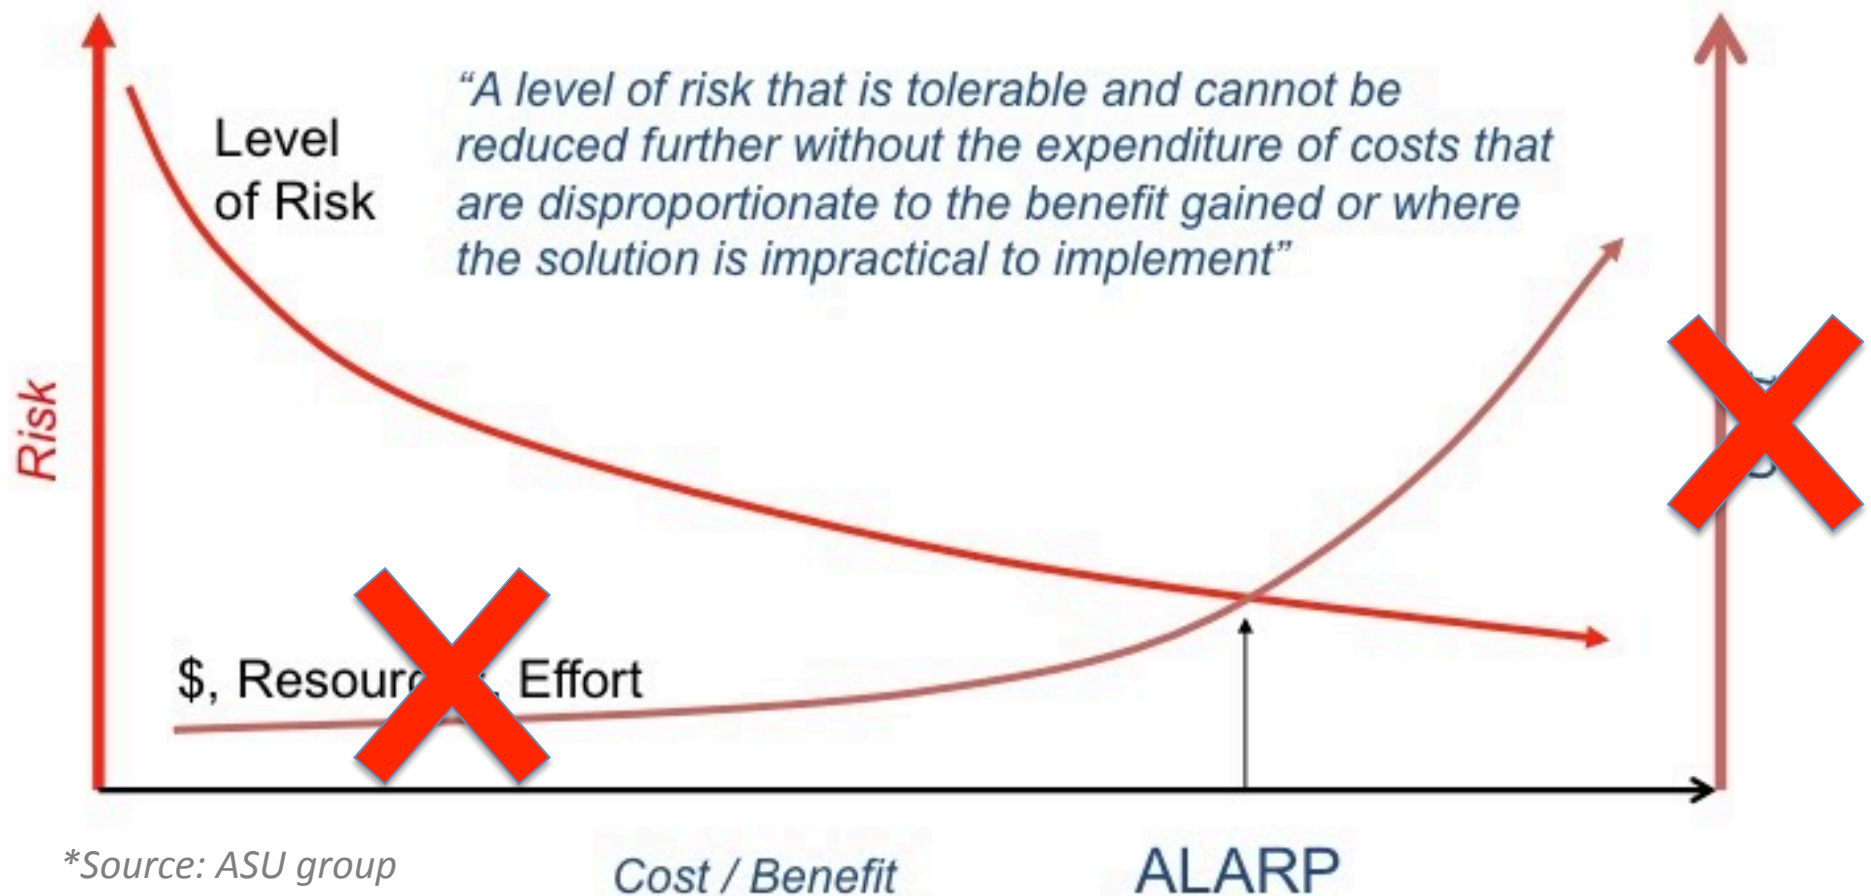 Level
of Risk
“A level of risk that is tolerable and cannot be
reduced further without the expenditure of costs that
are disproportionate to the benefit gained or where
the solution is impractical to implement”
Risk
$, Effort
*Source: ASU group
Cost / Benefit
ALARP